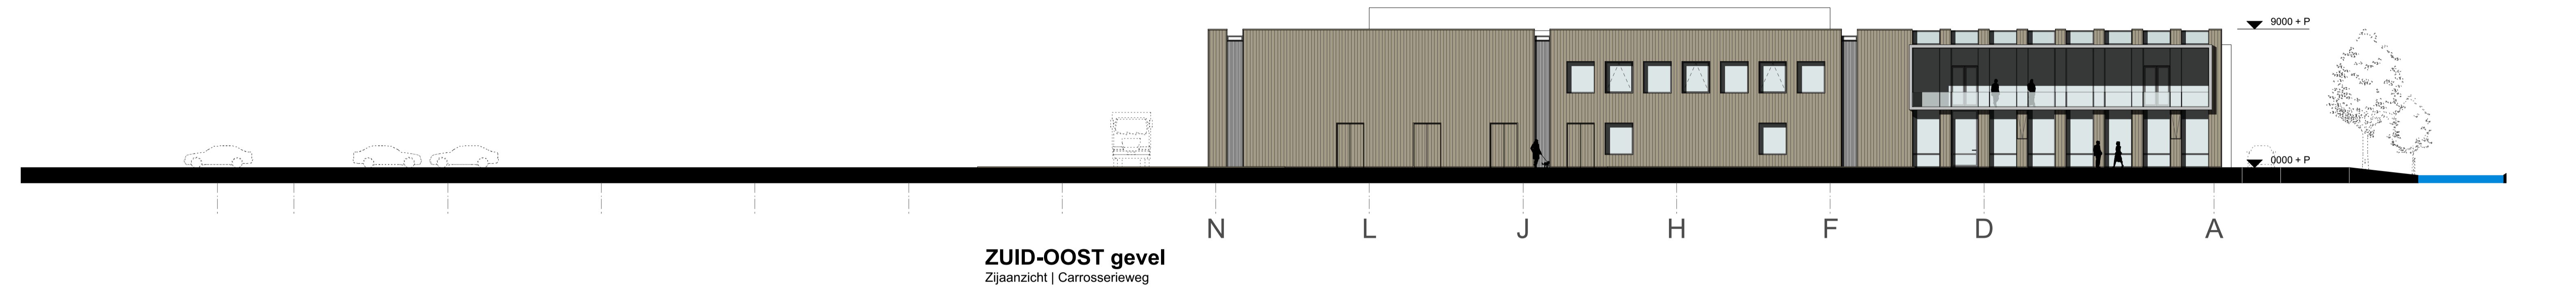 9000 + P
0000 + P
N L J H F D A
ZUID-OOST gevel
Zijaanzicht | Carrosserieweg